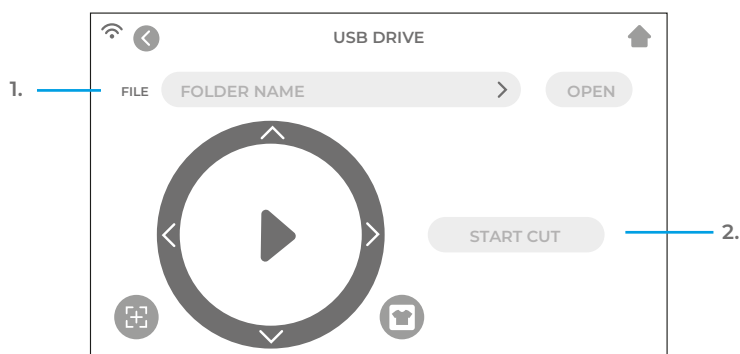 USB DRIVE
1. FILE FOLDER NAME OPEN
START CUT 2.